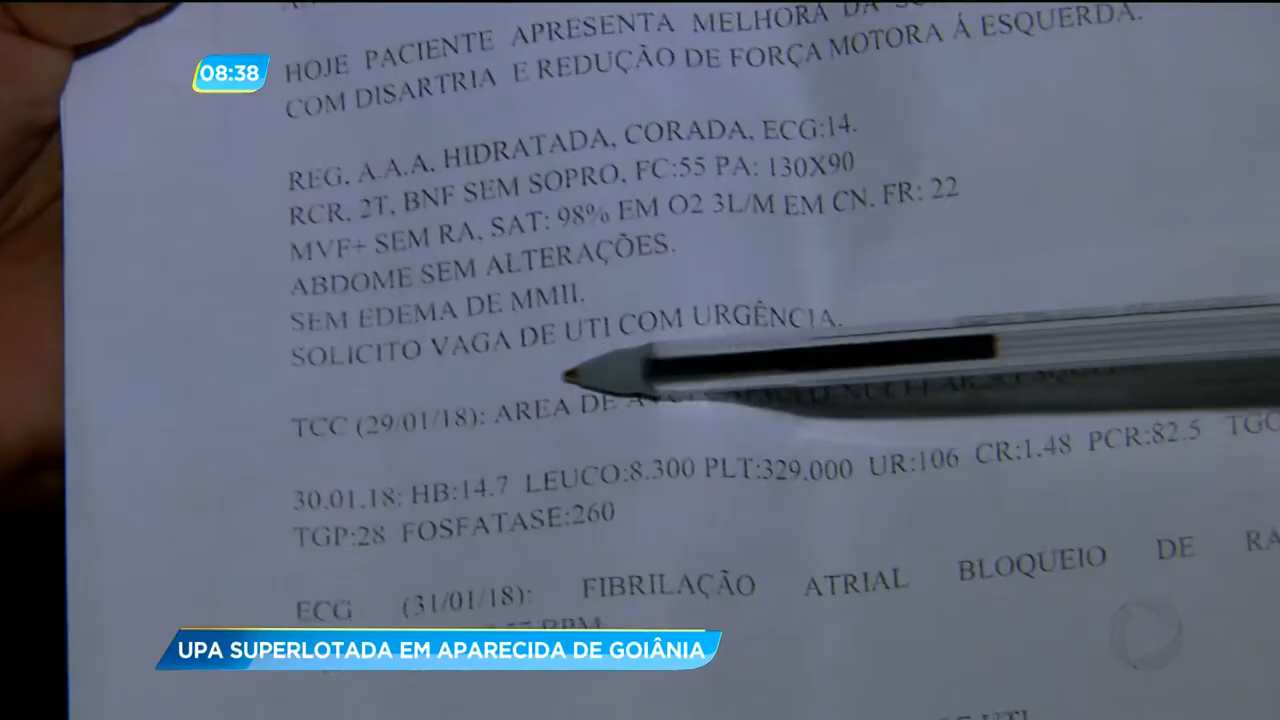 HOJE PACIENTE APRESENTA MELHORA DA
COM DISARTRIA E REDUÇÃO DE FORÇA MOTORA Á ESQUERDA.
08:38
REG, A.A.A, HIDRATADA, CORADA, ECG:14.
RCR, 2T, BNF SEM SOPRO, FC:55 PA: 130X90
MVF+ SEM RA, SAT: 98% EM O2 3L/M EM CN. FR: 22
ABDOME SEM ALTERAÇÕES.
SEM EDEMA DE MMII.
SOLICITO VAGA DE UTI COM URGÊNCIA.
TCC (29/01/18): AREA DE
30.01.18: HB:14.7 LEUCO:8.300 PLT:329.000 UR:106 CR:1.48 PCR:82.5 TGO
TGP:28 FOSFATASE:260
ECG (31/01/18): FIBRILAÇÃO ATRIAL BLOQUEIO DE
BPM
UPA SUPERLOTADA EM APARECIDA DE GOIÂNIA
UTI